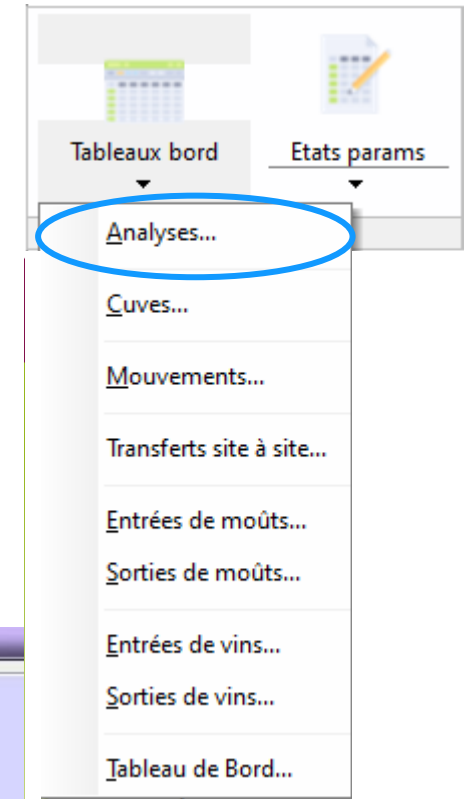 Tableaux bord
Etats params
Analyses...
Cuves...
Mouvements...
Transferts site à site...
Entrées de moûts...
Sorties de moûts...
Entrées de vins...
Sorties de vins...
Tableau de Bord...